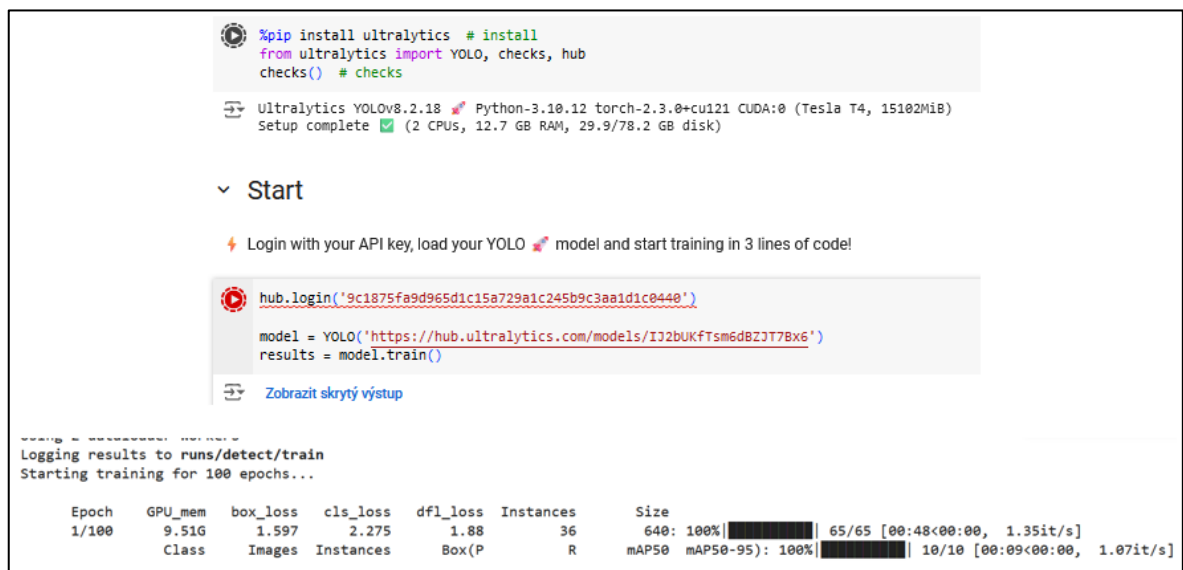 %pip install ultralytics # install
from ultralytics import YOLO, checks, hub
checks() # checks
Ultralytics YOLOv8.2.18 🚀 Python-3.10.12 torch-2.3.0+cu121 CUDA:0 (Tesla T4, 15102MiB)
Setup complete ✅ (2 CPUs, 12.7 GB RAM, 29.9/78.2 GB disk)
Start
⚡ Login with your API key, load your YOLO 🚀 model and start training in 3 lines of code!
hub.login('9c1875fa9d965d1c15a729a1c245b9c3aa1d1c0440')
model = YOLO('https://hub.ultralytics.com/models/IJ2bUKfTsm6dBZJT7Bx6')
results = model.train()
Zobrazit skrytý výstup
Using 2 dataloader workers
Logging results to runs/detect/train
Starting training for 100 epochs...
Epoch GPU_mem box_loss cls_loss dfl_loss Instances Size
1/100 9.51G 1.597 2.275 1.88 36 640: 100%|██████████| 65/65 [00:48<00:00, 1.35it/s]
Class Images Instances Box(P R mAP50 mAP50-95): 100%|██████████| 10/10 [00:09<00:00, 1.07it/s]